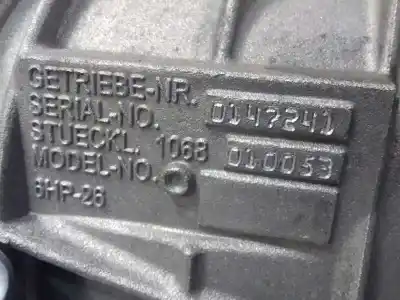 GETRIEBE-NR.
SERIAL-NO. 0147241
STUECKL. 1068 010053
MODEL-NO.
6HP-26